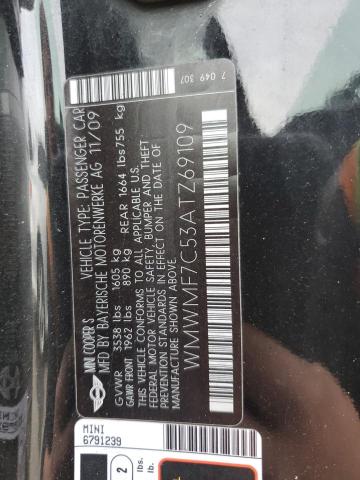 MINI COOPER S VEHICLE TYPE: PASSENGER CAR
MFD BY BAYERISCHE MOTORENWERKE AG 11/09
GVWR 3538 lbs 1605 kg
GAWR FRONT 1962 lbs 890 kg REAR 1664 lbs 755 kg
THIS VEHICLE CONFORMS TO ALL APPLICABLE U.S.
FEDERAL MOTOR VEHICLE SAFETY, BUMPER AND THEFT
PREVENTION STANDARDS IN EFFECT ON THE DATE OF
MANUFACTURE SHOWN ABOVE.
WMWMF7C53ATZ69109
7 049 307
MINI
6791239
2
lbs.
lb.